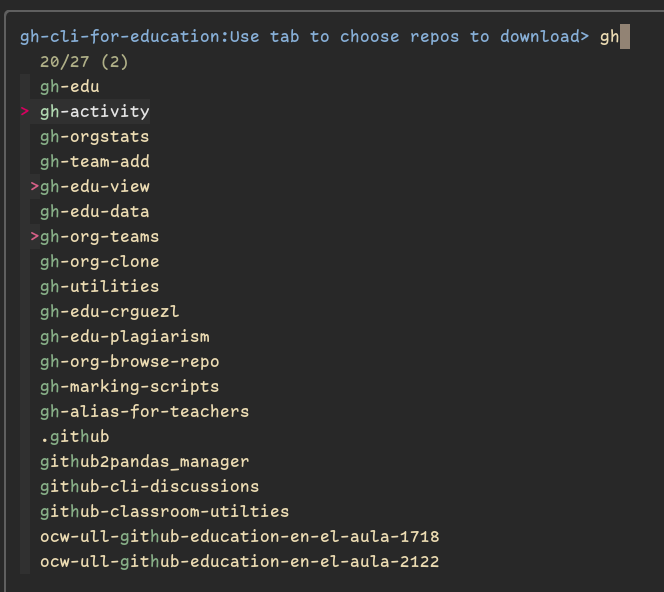 gh-cli-for-education:Use tab to choose repos to download> gh
20/27 (2)
gh-edu
> gh-activity
gh-orgstats
gh-team-add
>gh-edu-view
gh-edu-data
>gh-org-teams
gh-org-clone
gh-utilities
gh-edu-crguezl
gh-edu-plagiarism
gh-org-browse-repo
gh-marking-scripts
gh-alias-for-teachers
.github
github2pandas_manager
github-cli-discussions
github-classroom-utilties
ocw-ull-github-education-en-el-aula-1718
ocw-ull-github-education-en-el-aula-2122